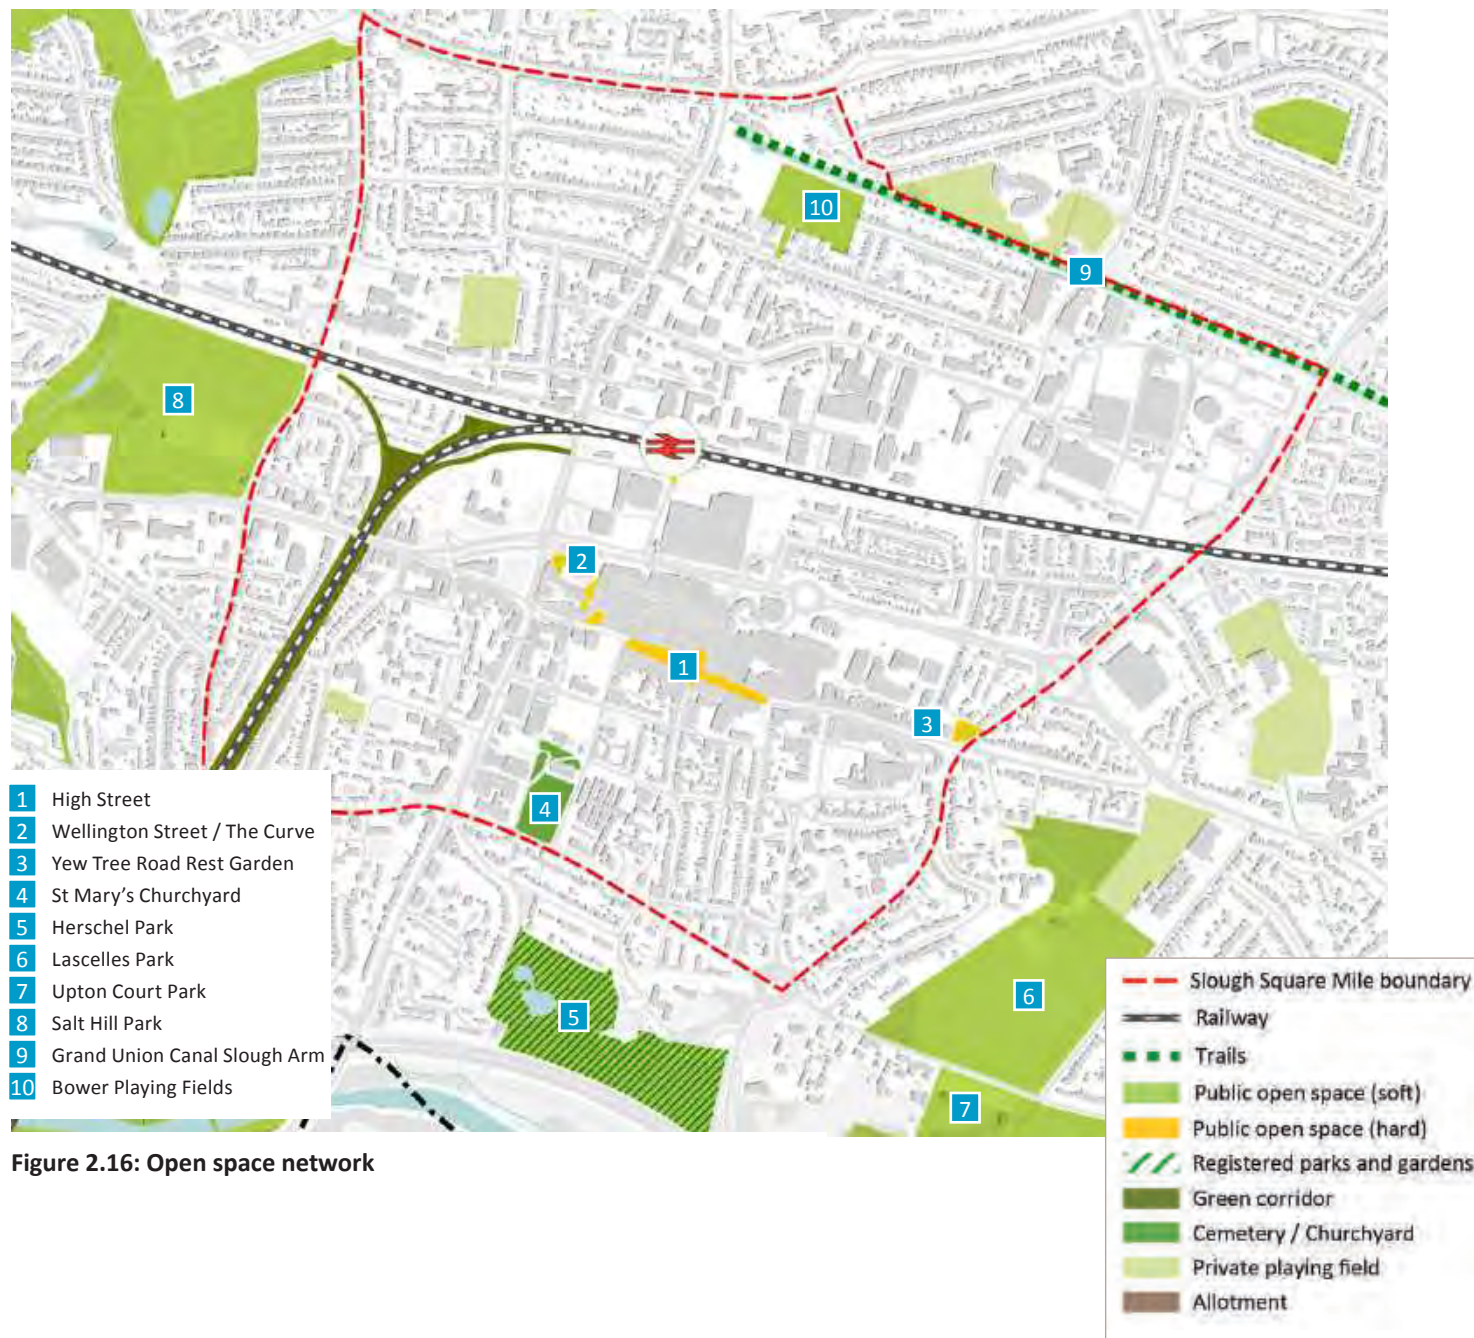 10
9
8
2
1
3
4
6
5
7
1 High Street
2 Wellington Street / The Curve
3 Yew Tree Road Rest Garden
4 St Mary’s Churchyard
5 Herschel Park
6 Lascelles Park
7 Upton Court Park
8 Salt Hill Park
9 Grand Union Canal Slough Arm
10 Bower Playing Fields
Slough Square Mile boundary
Railway
Trails
Public open space (soft)
Public open space (hard)
Registered parks and gardens
Green corridor
Cemetery / Churchyard
Private playing field
Allotment
Figure 2.16: Open space network